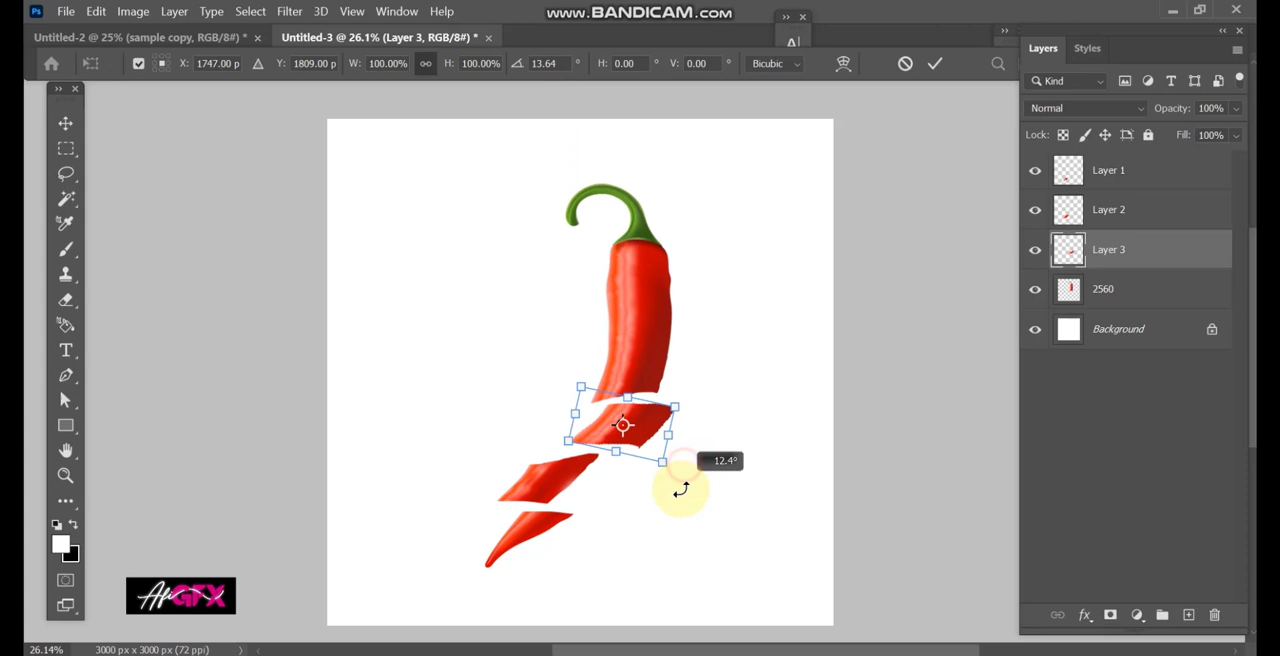 File Edit Image Layer Type Select Filter 3D View Window Help
www.BANDICAM.com
Untitled-2 @ 25% (sample copy, RGB/8#) * ×
Untitled-3 @ 26.1% (Layer 3, RGB/8#) * ×
X: 1747.00 p Y: 1809.00 p W: 100.00% H: 100.00% 13.64 ° H: 0.00 ° V: 0.00 ° Bicubic
Layers Styles
Kind
Normal Opacity: 100%
Lock: Fill: 100%
Layer 1
Layer 2
Layer 3
2560
Background
12.4°
AfiGFX
26.14% 3000 px x 3000 px (72 ppi)